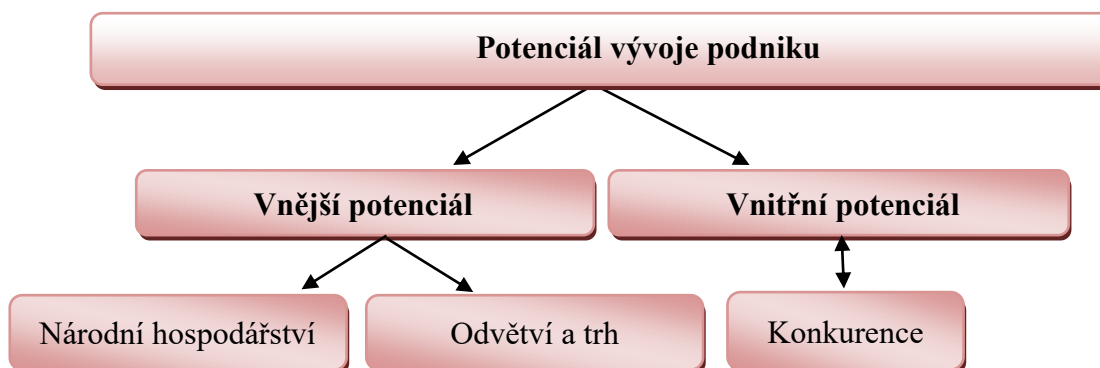 Potenciál vývoje podniku
Vnější potenciál
Vnitřní potenciál
Národní hospodářství
Odvětví a trh
Konkurence